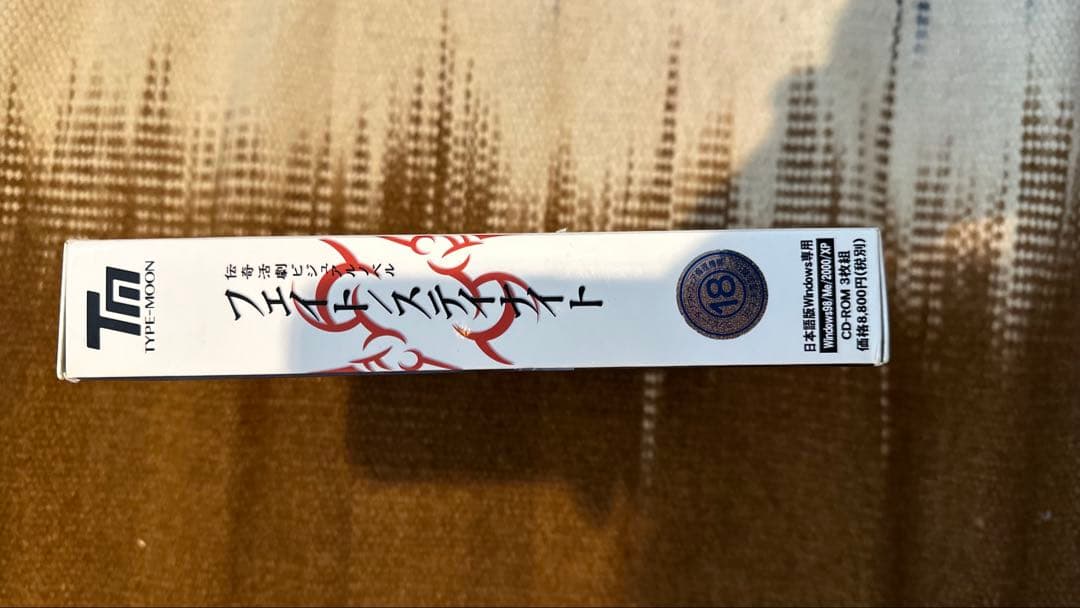 TM
TYPE-MOON
伝奇活劇ビジュアルノベル
フェイト/ステイナイト
18
日本語版Windows専用
Windows98/Me/2000/XP
CD-ROM 3枚組
価格8,800円(税別)